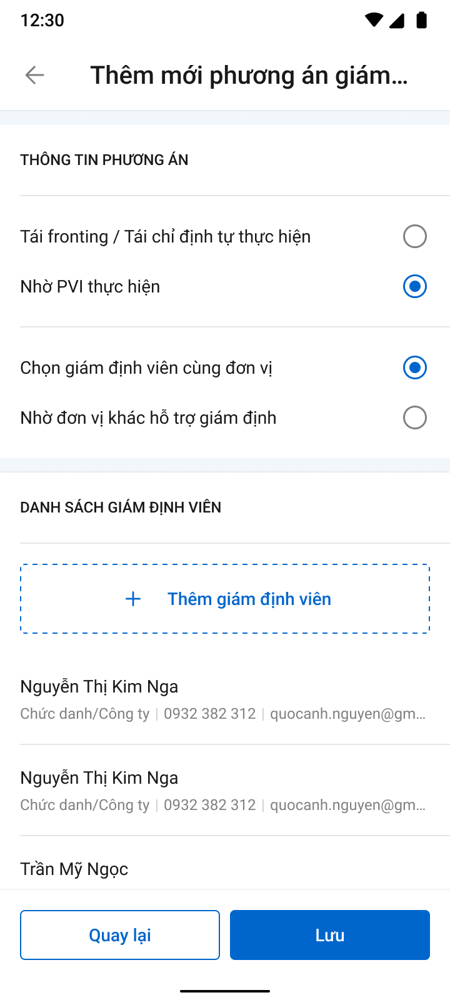 12:30
Thêm mới phương án giám...
THÔNG TIN PHƯƠNG ÁN
Tái fronting / Tái chỉ định tự thực hiện
Nhờ PVI thực hiện
Chọn giám định viên cùng đơn vị
Nhờ đơn vị khác hỗ trợ giám định
DANH SÁCH GIÁM ĐỊNH VIÊN
+ Thêm giám định viên
Nguyễn Thị Kim Nga
Chức danh/Công ty | 0932 382 312 | quocanh.nguyen@gm...
Nguyễn Thị Kim Nga
Chức danh/Công ty | 0932 382 312 | quocanh.nguyen@gm...
Trần Mỹ Ngọc
Quay lại
Lưu